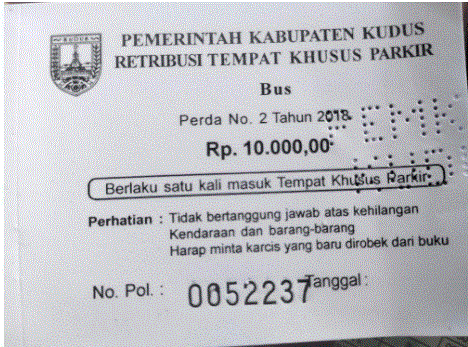 KUDUS
PEMERINTAH KABUPATEN KUDUS
RETRIBUSI TEMPAT KHUSUS PARKIR
Bus
Perda No. 2 Tahun 2018
Rp. 10.000,00
Berlaku satu kali masuk Tempat Khusus Parkir
Perhatian : Tidak bertanggung jawab atas kehilangan
Kendaraan dan barang-barang
Harap minta karcis yang baru dirobek dari buku
No. Pol. : 0052237 Tanggal :